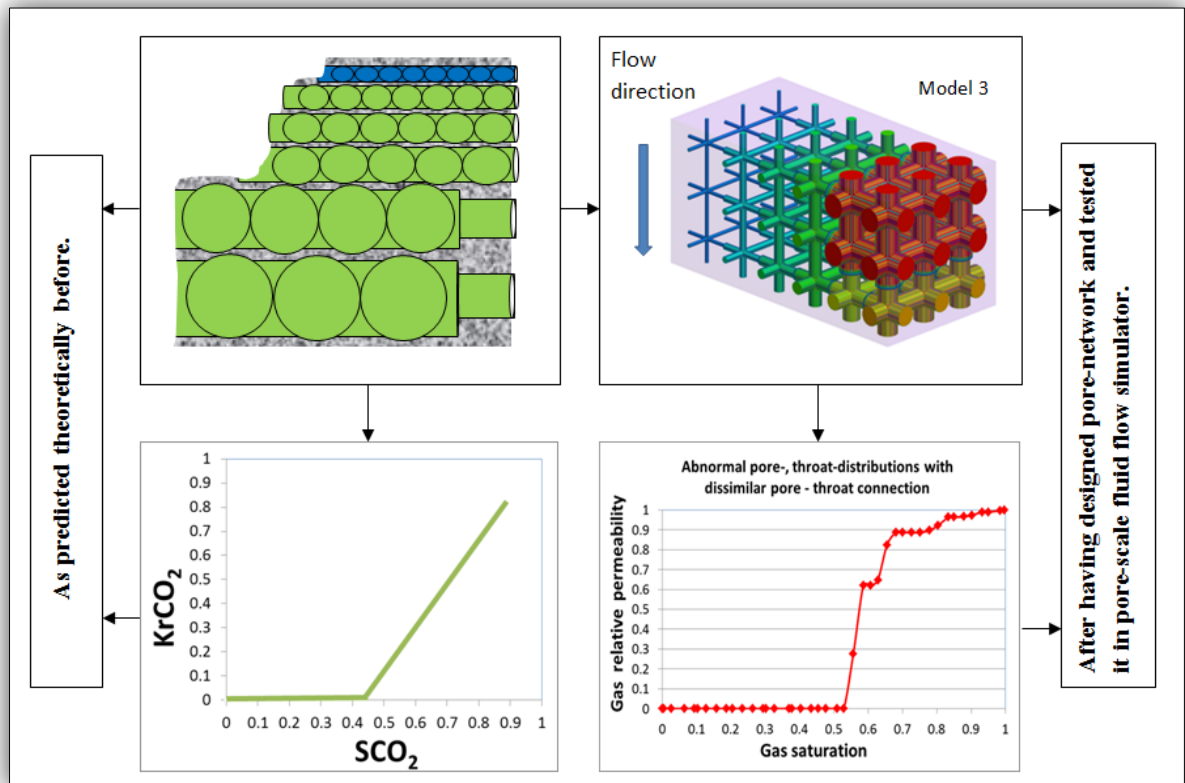 As predicted theoretically before.
Flow
direction
Model 3
1
0.9
0.8
0.7
0.6
0.5
0.4
0.3
0.2
0.1
0
KrCO₂
0 0.1 0.2 0.3 0.4 0.5 0.6 0.7 0.8 0.9 1
SCO₂
Abnormal pore-, throat-distributions with
dissimilar pore - throat connection
Gas relative permeability
1
0.9
0.8
0.7
0.6
0.5
0.4
0.3
0.2
0.1
0
0 0.1 0.2 0.3 0.4 0.5 0.6 0.7 0.8 0.9 1
Gas saturation
After having designed pore-network and tested
it in pore-scale fluid flow simulator.